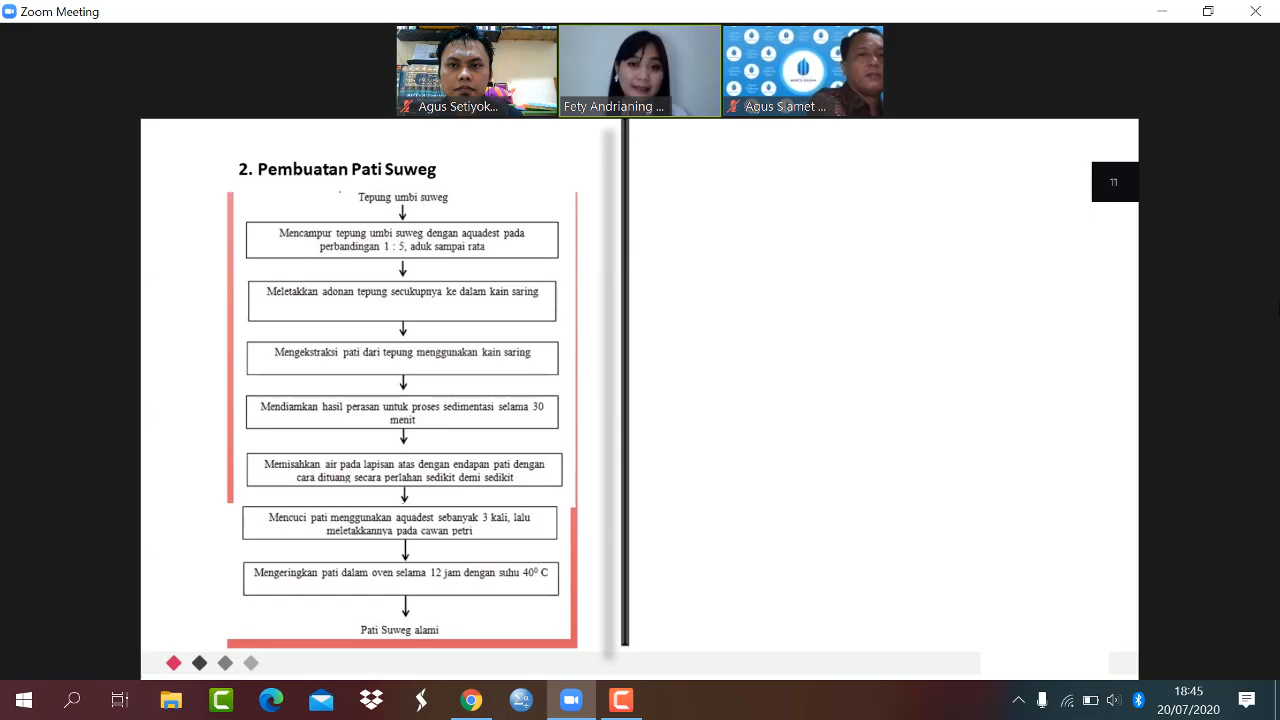 Zoom Meeting
Agus Setiyok...
Fety Andrianing ...
Agus Slamet ...
2. Pembuatan Pati Suweg
11
Tepung umbi suweg
Mencampur tepung umbi suweg dengan aquadest pada
perbandingan 1 : 5, aduk sampai rata
Meletakkan adonan tepung secukupnya ke dalam kain saring
Mengekstraksi pati dari tepung menggunakan kain saring
Mendiamkan hasil perasan untuk proses sedimentasi selama 30
menit
Memisahkan air pada lapisan atas dengan endapan pati dengan
cara dituang secara perlahan sedikit demi sedikit
Mencuci pati menggunakan aquadest sebanyak 3 kali, lalu
meletakkannya pada cawan petri
Mengeringkan pati dalam oven selama 12 jam dengan suhu 40⁰ C
Pati Suweg alami
18:45
20/07/2020